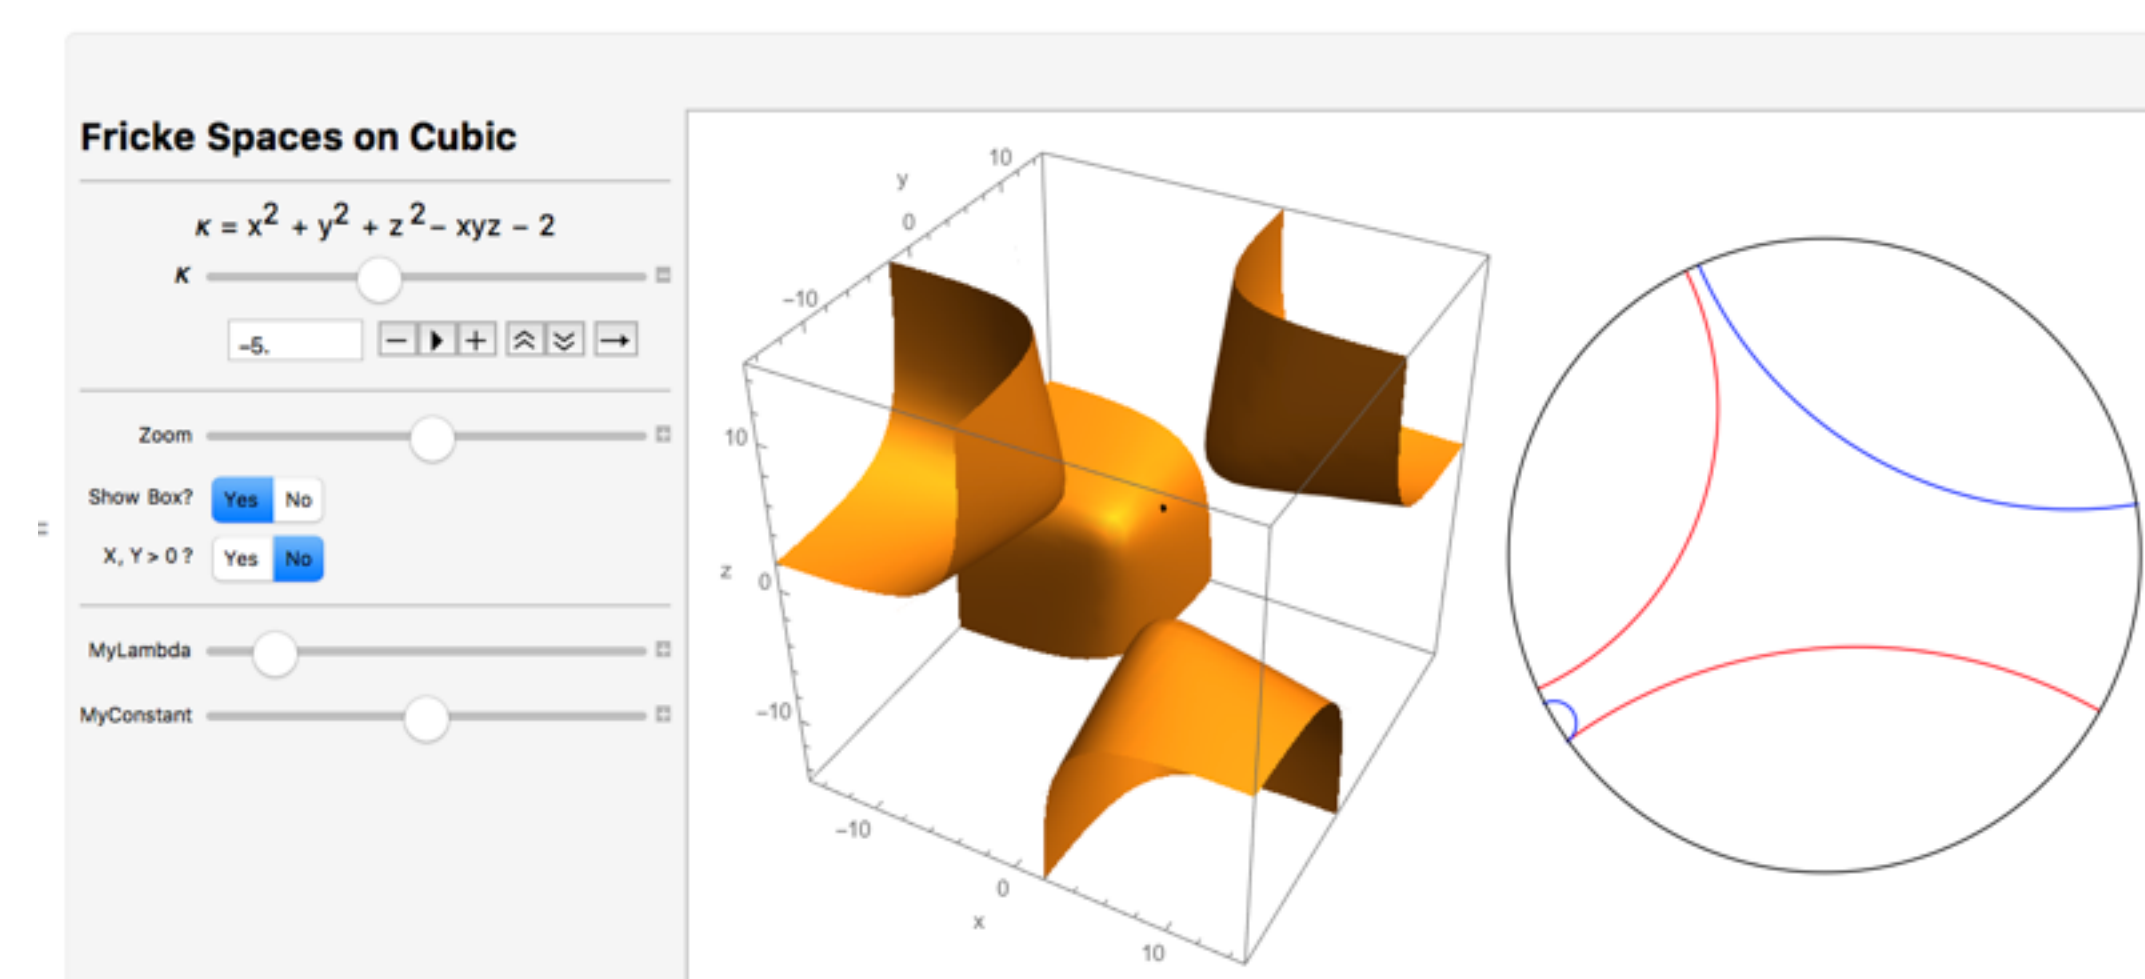 Fricke Spaces on Cubic
κ = x² + y² + z² – xyz – 2
κ
-5.
Zoom
Show Box? Yes No
X, Y > 0 ? Yes No
MyLambda
MyConstant
10
y
0
-10
10
z 0
-10
-10
0
x
10